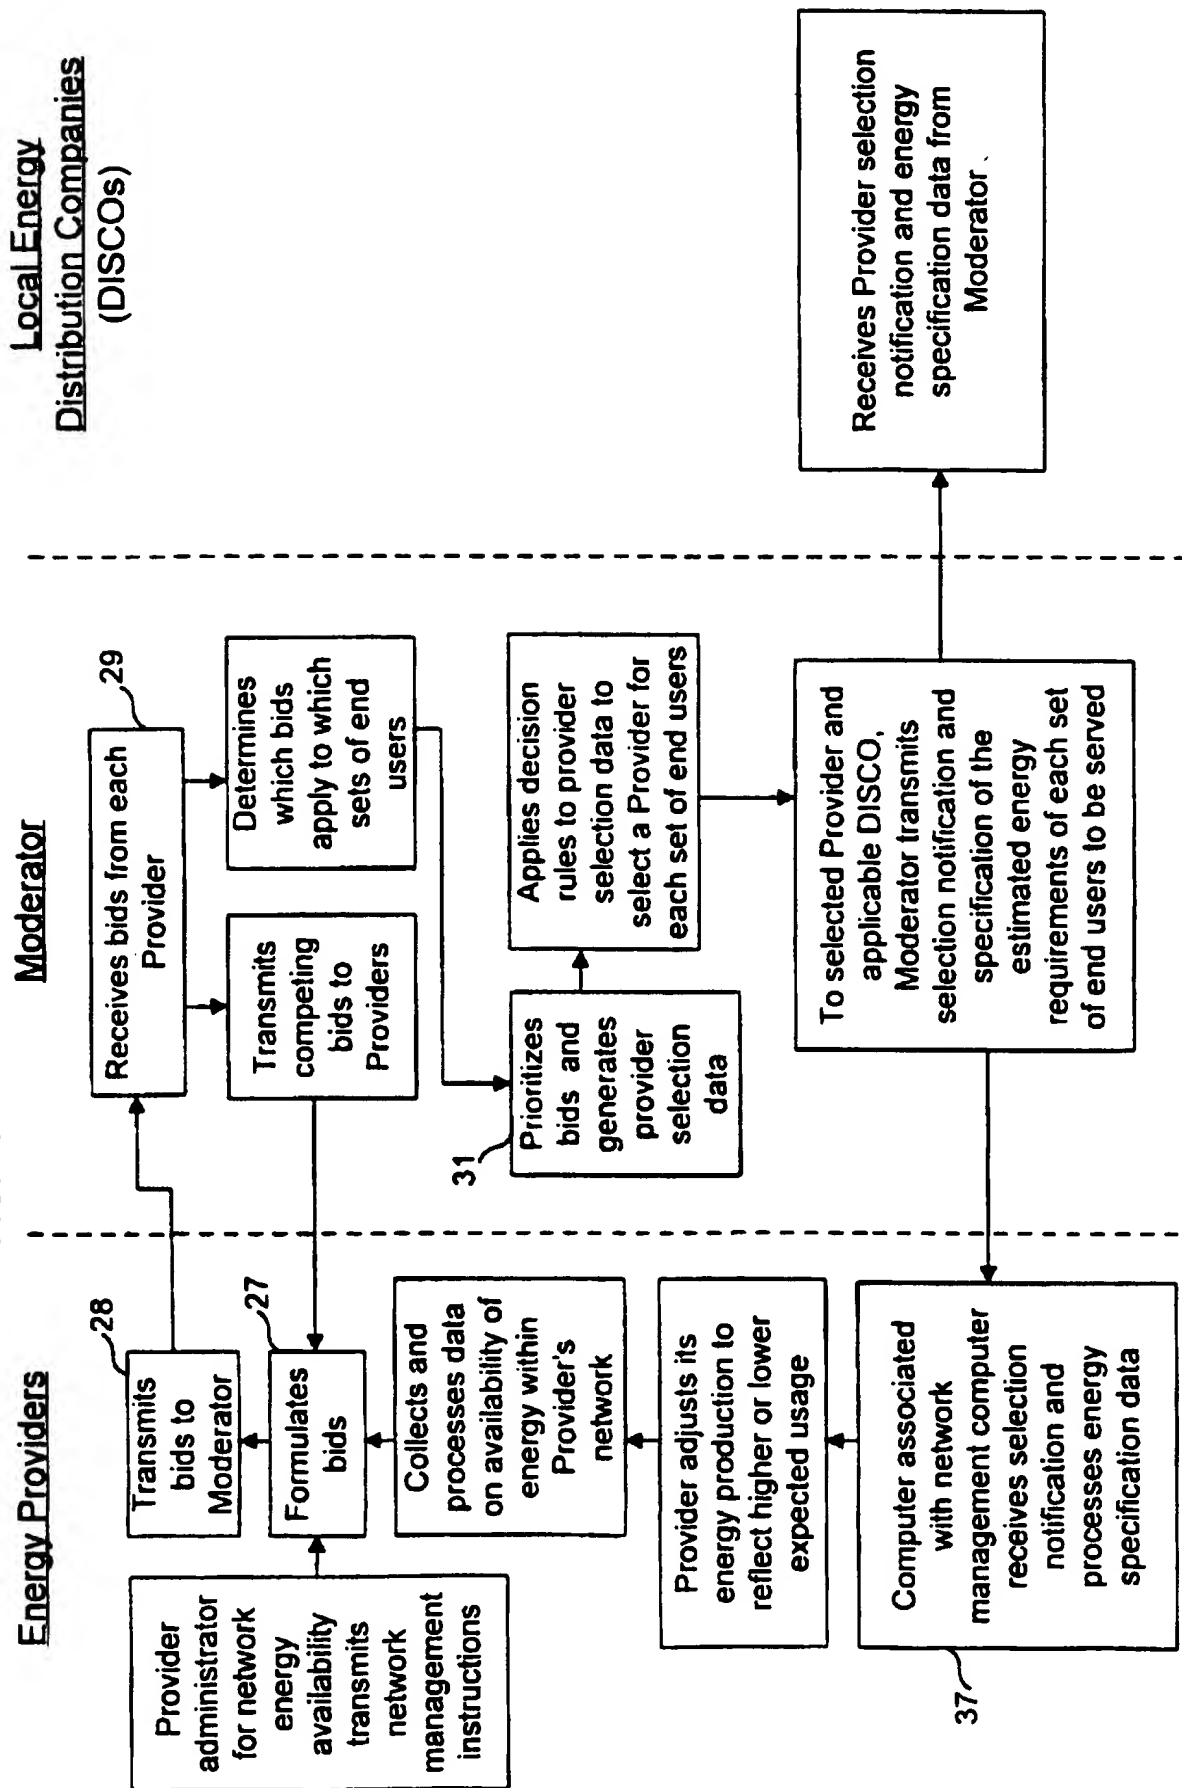 Energy Providers
Provider
administrator
for network
energy
availability
transmits
network
management
instructions
28
Transmits
bids to
Moderator
27
Formulates
bids
Collects and
processes data
on availability of
energy within
Provider's
network
Provider adjusts its
energy production to
reflect higher or lower
expected usage
Computer associated
with network
management computer
receives selection
notification and
processes energy
specification data
37
Moderator
29
Receives bids from each
Provider
Transmits
competing
bids to
Providers
Determines
which bids
apply to which
sets of end
users
31
Prioritizes
bids and
generates
provider
selection
data
Applies decision
rules to provider
selection data to
select a Provider for
each set of end users
To selected Provider and
applicable DISCO,
Moderator transmits
selection notification and
specification of the
estimated energy
requirements of each set
of end users to be served
Local Energy
Distribution Companies
(DISCOs)
Receives Provider selection
notification and energy
specification data from
Moderator.